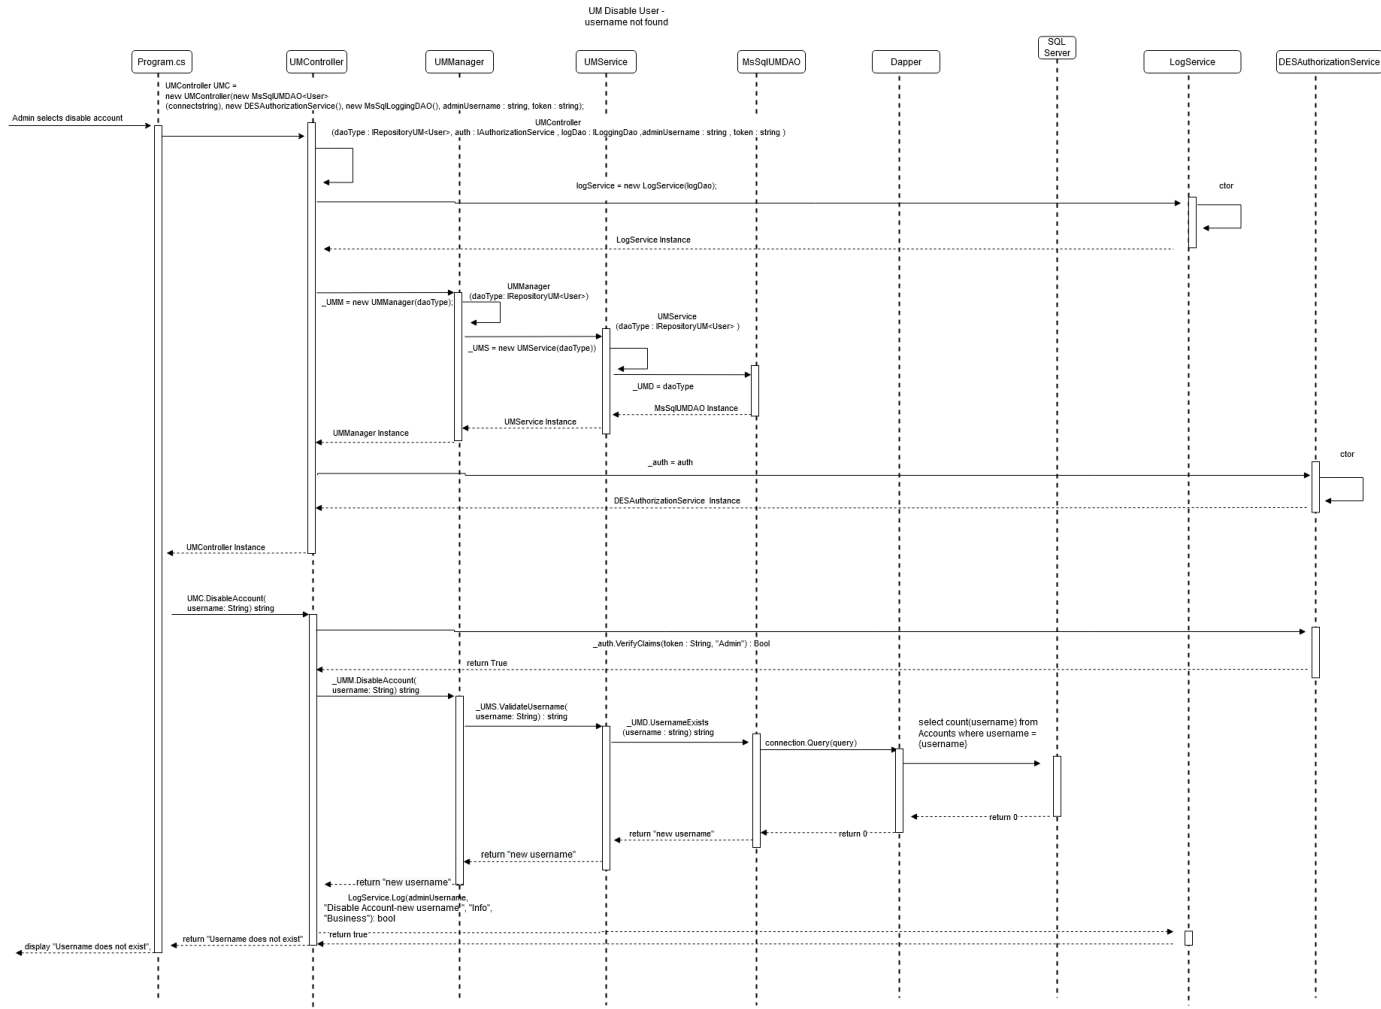 UM Disable User -
username not found
SQL
Server
Program.cs
UMController
UMManager
UMService
MsSqlUMDAO
Dapper
LogService
DESAuthorizationService
UMController UMC =
new UMController(new MsSqlUMDAO<User>
(connectstring), new DESAuthorizationService(), new MsSqlLoggingDAO(), adminUsername : string, token : string);
Admin selects disable account
UMController
(daoType : IRepositoryUM<User>, auth : IAuthorizationService , logDao : ILoggingDao ,adminUsername : string , token : string )
logService = new LogService(logDao);
ctor
LogService Instance
UMManager
(daoType: IRepositoryUM<User>)
_UMM = new UMManager(daoType);
UMService
(daoType : IRepositoryUM<User> )
_UMS = new UMService(daoType))
_UMD = daoType
MsSqlUMDAO Instance
UMService Instance
UMManager Instance
_auth = auth
ctor
DESAuthorizationService  Instance
UMController Instance
UMC.DisableAccount(
username: String) string
_auth.VerifyClaims(token : String, "Admin") : Bool
return True
_UMM.DisableAccount(
username: String) string
_UMS.ValidateUsername(
username: String) : string
_UMD.UsernameExists
(username : string) string
connection.Query(query)
select count(username) from
Accounts where username =
{username}
return 0
return 0
return "new username"
return "new username"
return "new username"
LogService.Log(adminUsername,
"Disable Account-new username", "Info",
"Business"): bool
return true
return "Username does not exist"
display "Username does not exist",